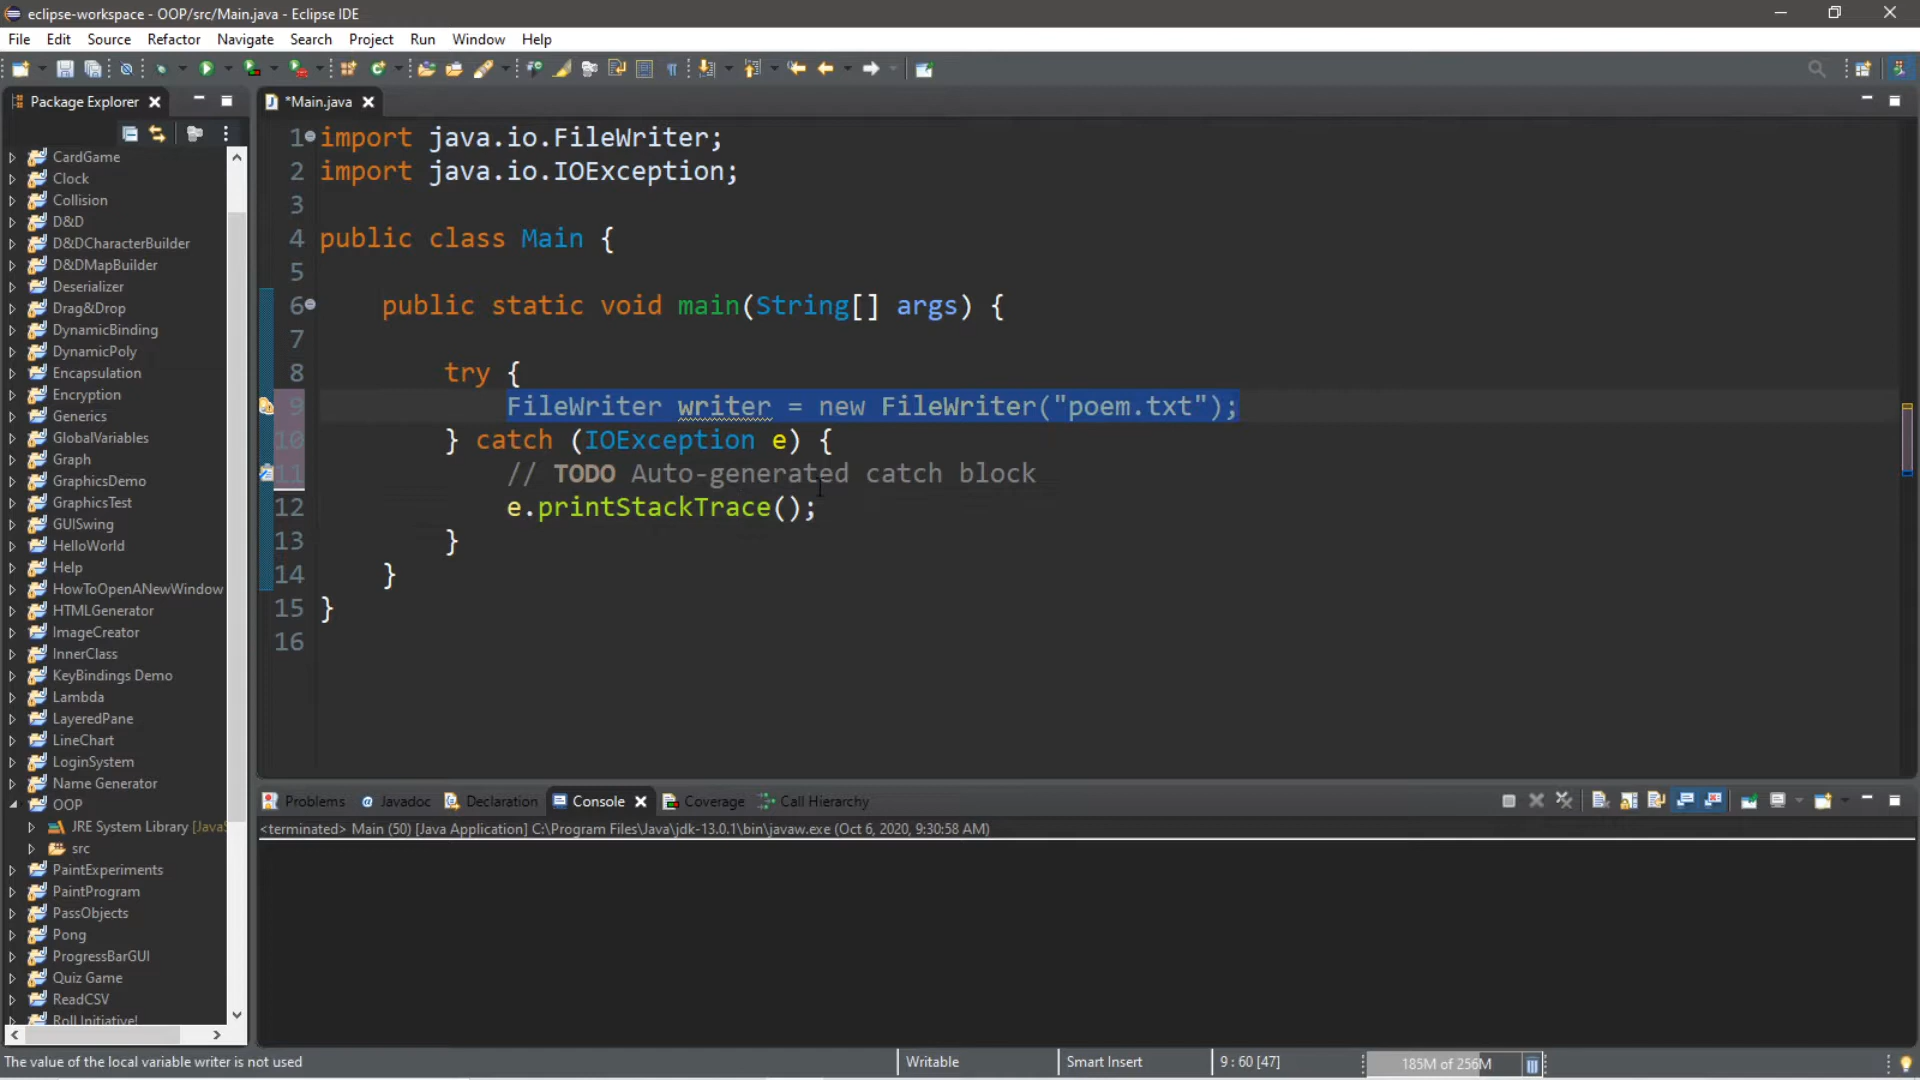 eclipse-workspace - OOP/src/Main.java - Eclipse IDE
File Edit Source Refactor Navigate Search Project Run Window Help
Package Explorer
*Main.java
CardGame
Clock
Collision
D&D
D&DCharacterBuilder
D&DMapBuilder
Deserializer
Drag&Drop
DynamicBinding
DynamicPoly
Encapsulation
Encryption
Generics
GlobalVariables
Graph
GraphicsDemo
GraphicsTest
GUISwing
HelloWorld
Help
HowToOpenANewWindow
HTMLGenerator
ImageCreator
InnerClass
KeyBindings Demo
Lambda
LayeredPane
LineChart
LoginSystem
Name Generator
OOP
JRE System Library [JavaS
src
PaintExperiments
PaintProgram
PassObjects
Pong
ProgressBarGUI
Quiz Game
ReadCSV
RollInitiative!
1 import java.io.FileWriter;
2 import java.io.IOException;
3
4 public class Main {
5
6 public static void main(String[] args) {
7
8 try {
9 FileWriter writer = new FileWriter("poem.txt");
10 } catch (IOException e) {
11 // TODO Auto-generated catch block
12 e.printStackTrace();
13 }
14 }
15 }
16
Problems Javadoc Declaration Console Coverage Call Hierarchy
<terminated> Main (50) [Java Application] C:\Program Files\Java\jdk-13.0.1\bin\javaw.exe (Oct 6, 2020, 9:30:58 AM)
The value of the local variable writer is not used
Writable
Smart Insert
9 : 60 [47]
185M of 256M